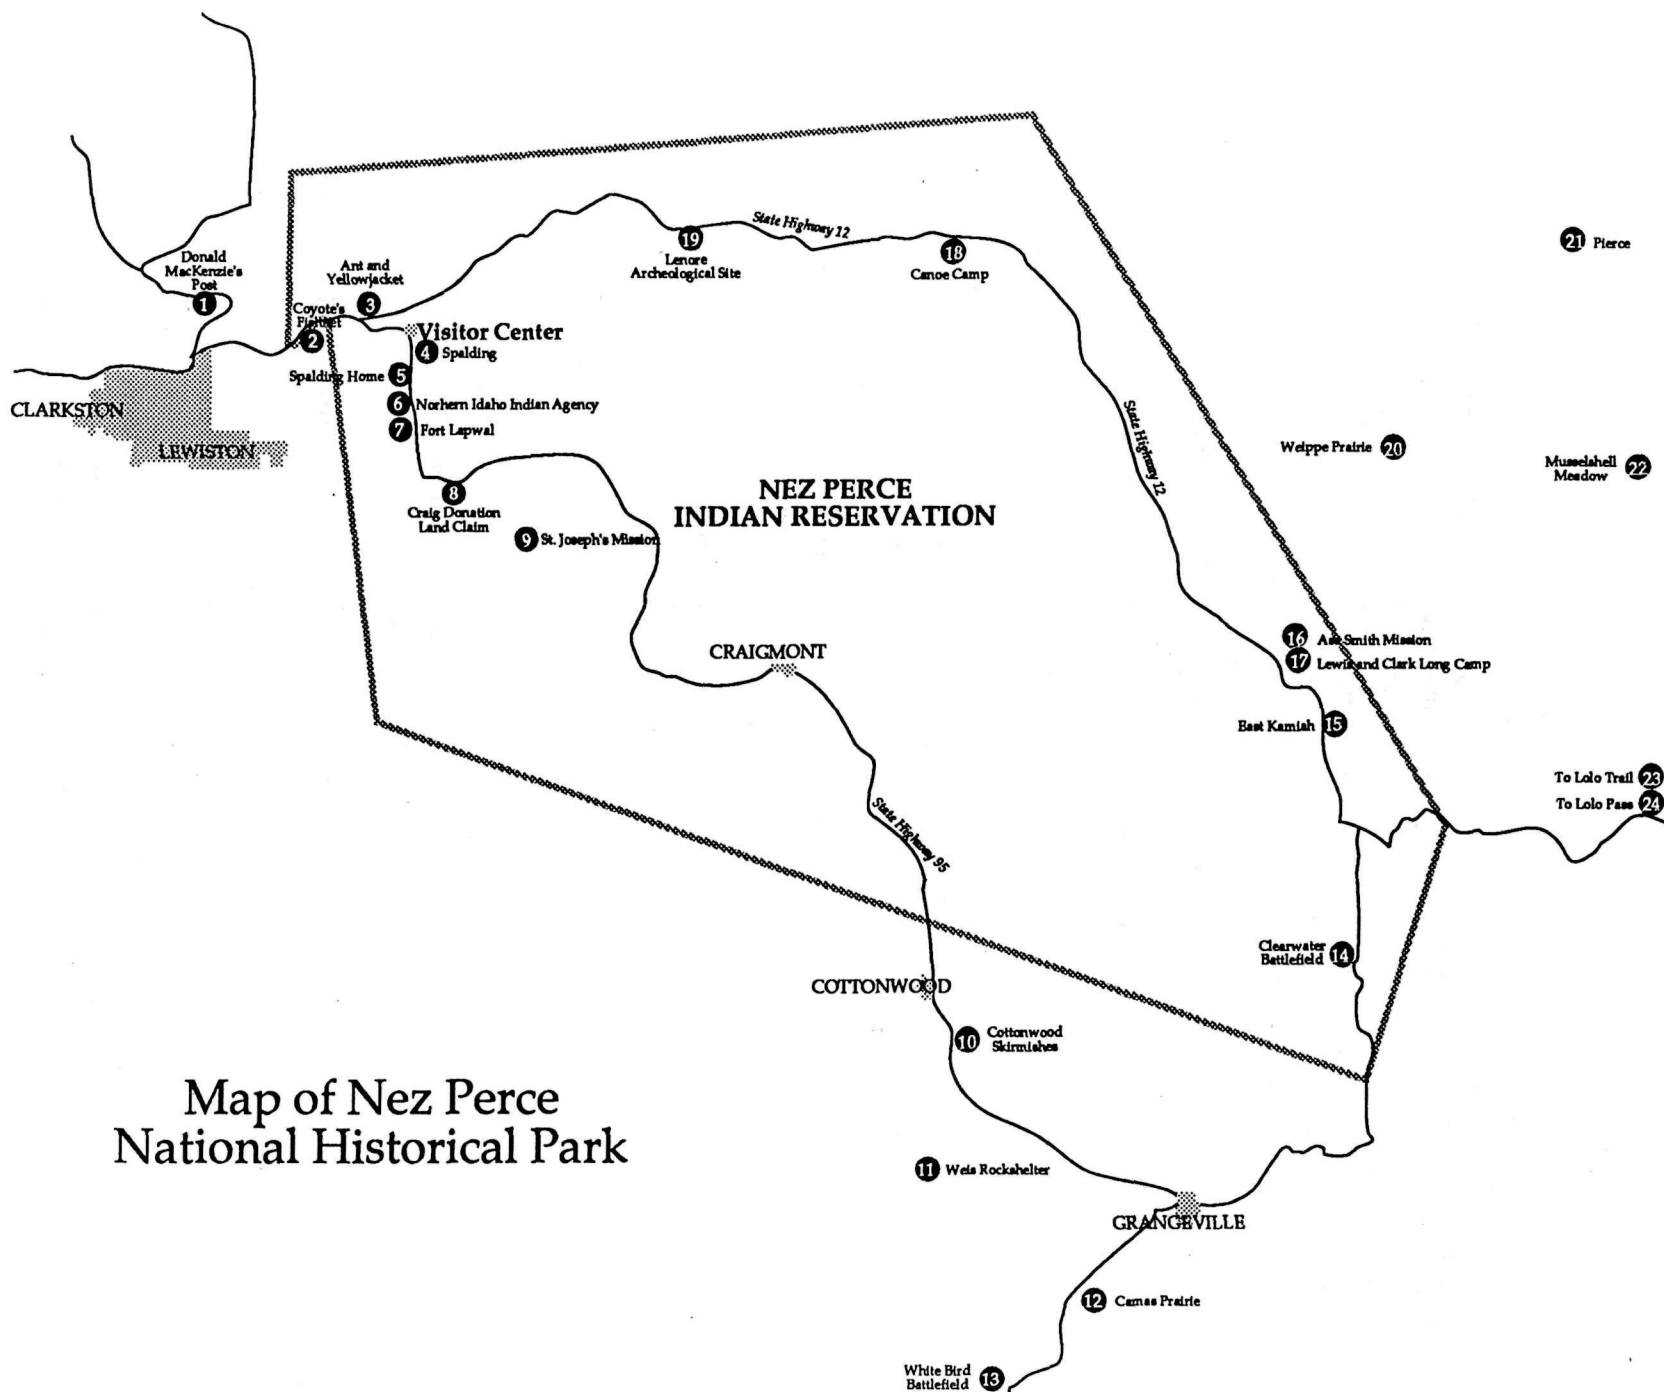 State Highway 12
19
Lenore
Archeological Site
18
Canoe Camp
21 Pierce
Donald
MacKenzie's
Post
1
Ant and
Yellowjacket
3
Coyote's
Fishnet
2
Visitor Center
4 Spalding
Spalding Home 5
6 Norhern Idaho Indian Agency
7 Fort Lapwal
CLARKSTON
LEWISTON
State Highway 12
Weippe Prairie 20
Musselshell
Meadow
22
8
Craig Donation
Land Claim
NEZ PERCE
INDIAN RESERVATION
9 St. Joseph's Mission
16 Asa Smith Mission
17 Lewis and Clark Long Camp
CRAIGMONT
East Kamiah 15
To Lolo Trail 23
To Lolo Pass 24
State Highway 95
Clearwater
Battlefield
14
COTTONWOOD
10
Cottonwood
Skirmishes
Map of Nez Perce
National Historical Park
11 Weis Rockshelter
GRANGEVILLE
12 Camas Prairie
White Bird
Battlefield
13